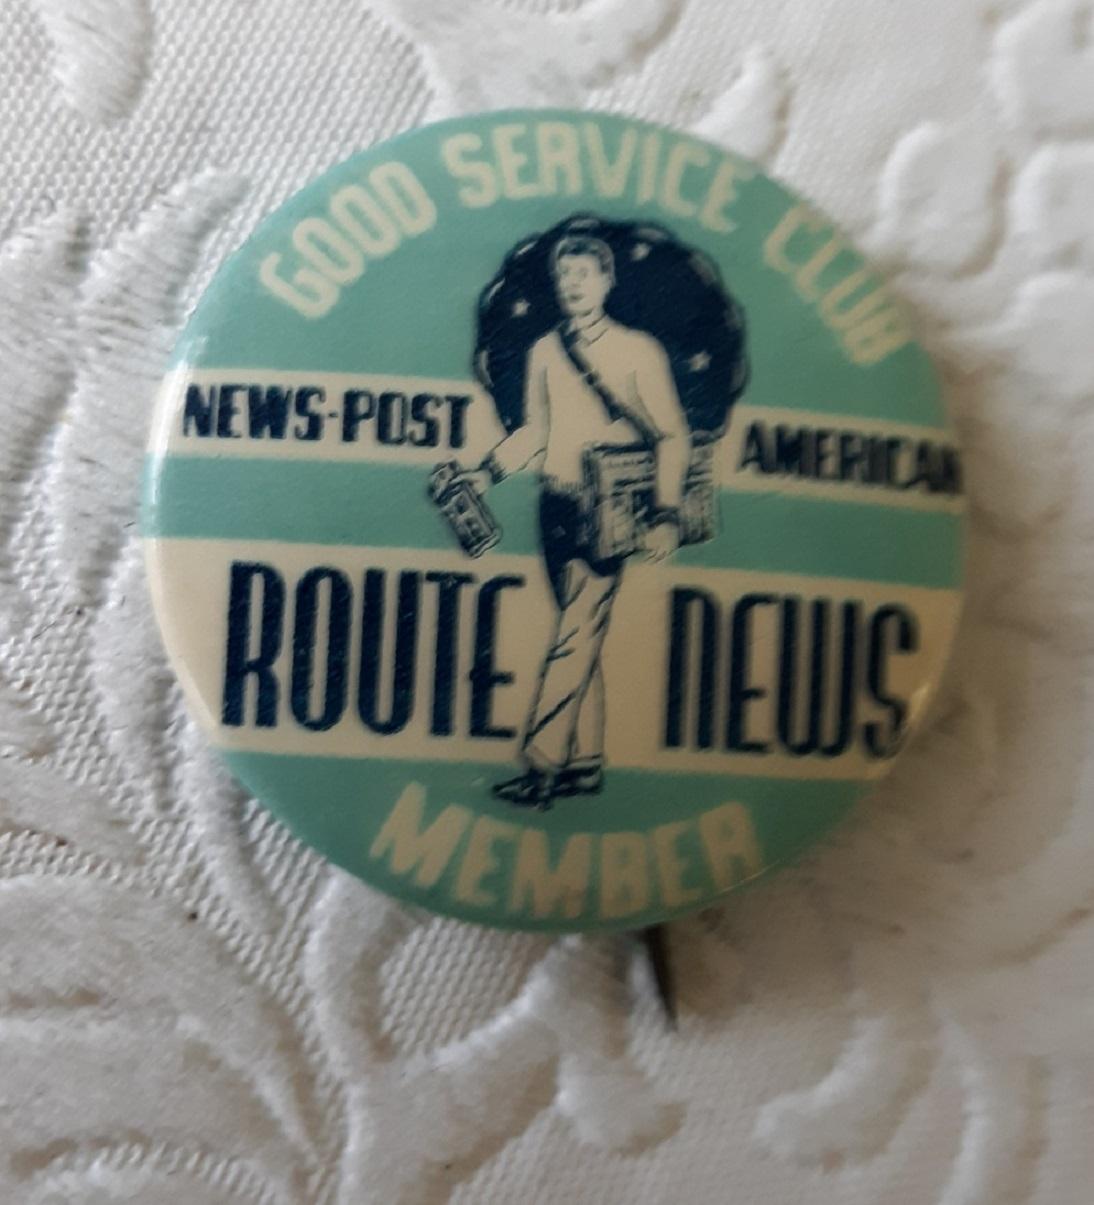 GOOD SERVICE CLUB
NEWS-POST AMERICAN
ROUTE NEWS
MEMBER